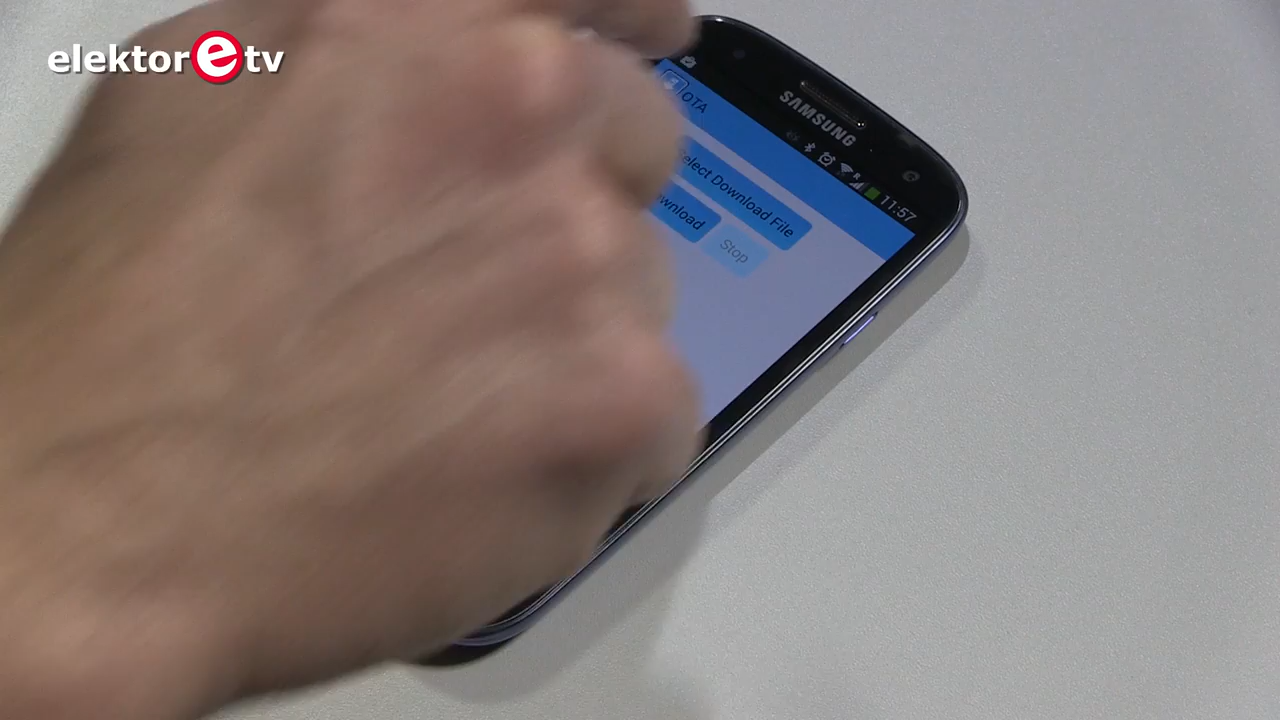 elektor e tv
SAMSUNG
11:57
OTA
elect Download File
wnload
Stop